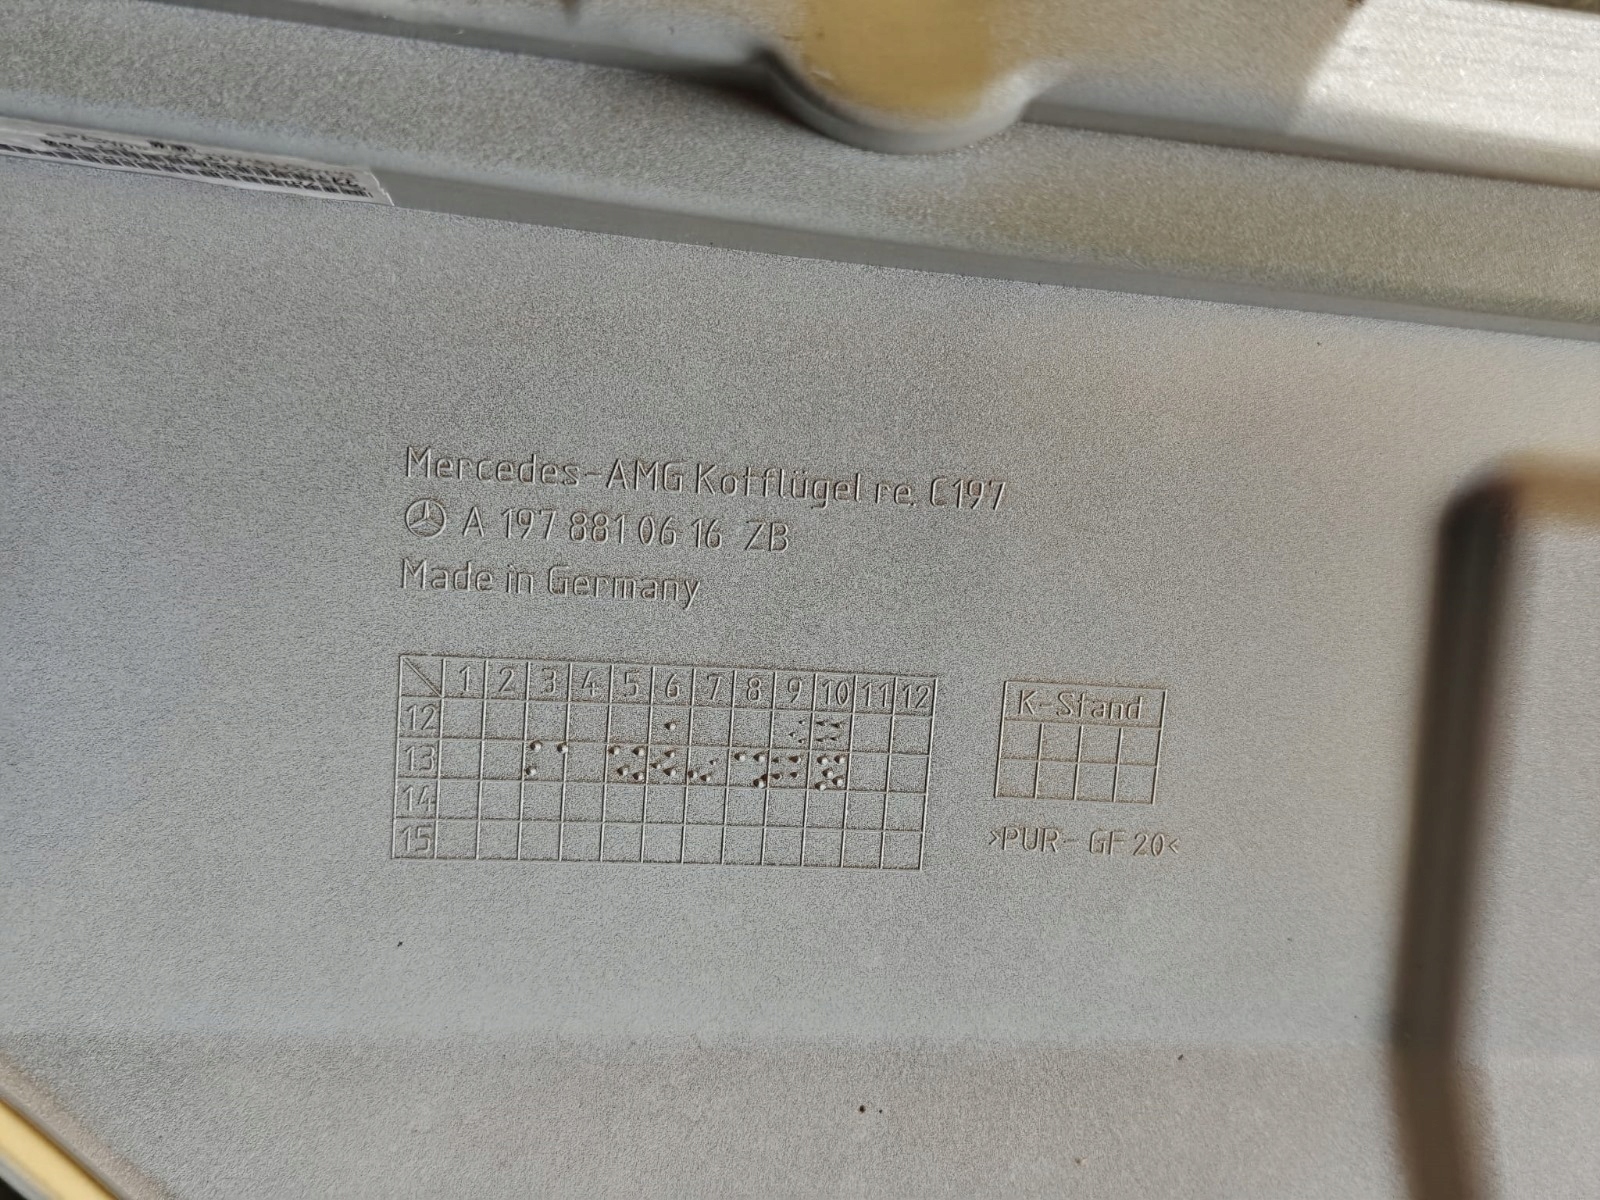 Mercedes-AMG Kotflügel re. C197
A 197 881 06 16 ZB
Made in Germany
1 2 3 4 5 6 7 8 9 10 11 12
12
13
14
15
K-Stand
>PUR- GF 20<